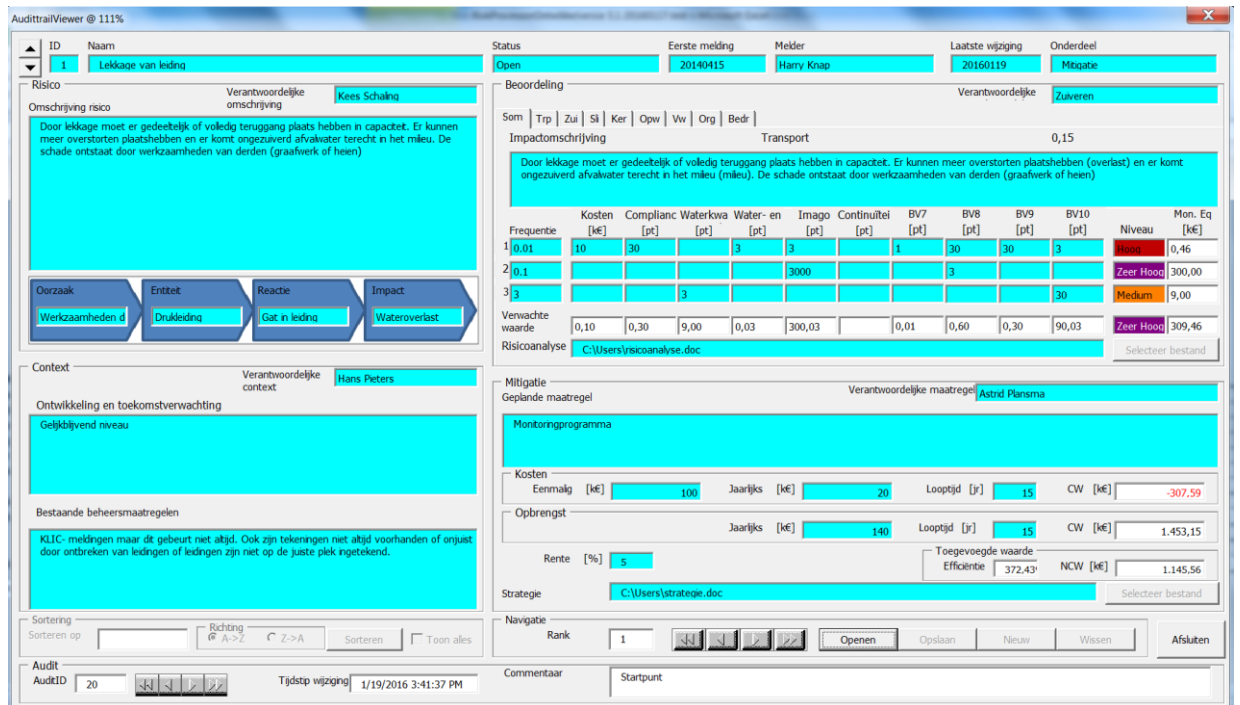 AudittrailViewer @ 111%
ID Naam Status Eerste melding Melder Laatste wijziging Onderdeel
1 Lekkage van leiding Open 20140415 Harry Knap 20160119 Mitigatie
Risico
Verantwoordelijke omschrijving Kees Schaling
Omschrijving risico
Door lekkage moet er gedeeltelijk of volledig teruggang plaats hebben in capaciteit. Er kunnen
meer overstorten plaatshebben en er komt ongezuiverd afvalwater terecht in het milieu. De
schade ontstaat door werkzaamheden van derden (graafwerk of heien)
Oorzaak Entiteit Reactie Impact
Werkzaamheden d Drukleiding Gat in leiding Wateroverlast
Beoordeling
Verantwoordelijke Zuiveren
Som Trp Zui Sli Ker Opw Vw Org Bedr
Impactomschrijving Transport 0,15
Door lekkage moet er gedeeltelijk of volledig teruggang plaats hebben in capaciteit. Er kunnen meer overstorten plaatshebben (overlast) en er komt
ongezuiverd afvalwater terecht in het milieu (milieu). De schade ontstaat door werkzaamheden van derden (graafwerk of heien)
Kosten Complianc Waterkwa Water- en Imago Continuïtei BV7 BV8 BV9 BV10 Mon. Eq
Frequentie [k€] [pt] [pt] [pt] [pt] [pt] [pt] [pt] [pt] [pt] Niveau [k€]
1 0.01 10 30 3 3 1 30 30 3 Hoog 0,46
2 0.1 3000 3 Zeer Hoog 300,00
3 3 3 30 Medium 9,00
Verwachte
waarde 0,10 0,30 9,00 0,03 300,03 0,01 0,60 0,30 90,03 Zeer Hoog 309,46
Risicoanalyse C:\Users\risicoanalyse.doc Selecteer bestand
Context
Verantwoordelijke
context Hans Pieters
Ontwikkeling en toekomstverwachting
Gelijkblijvend niveau
Bestaande beheersmaatregelen
KLIC- meldingen maar dit gebeurt niet altijd. Ook zijn tekeningen niet altijd voorhanden of onjuist
door ontbreken van leidingen of leidingen zijn niet op de juiste plek ingetekend.
Mitigatie
Geplande maatregel Verantwoordelijke maatregel Astrid Plansma
Monitoringprogramma
Kosten
Eenmalig [k€] 100 Jaarlijks [k€] 20 Looptijd [jr] 15 CW [k€] -307,59
Opbrengst
Jaarlijks [k€] 140 Looptijd [jr] 15 CW [k€] 1.453,15
Toegevoegde waarde
Rente [%] 5 Efficiëntie 372,43 NCW [k€] 1.145,56
Strategie C:\Users\strategie.doc Selecteer bestand
Sortering
Sorteren op Richting A->Z Z->A Sorteren Toon alles
Navigatie
Rank 1 Openen Opslaan Nieuw Wissen Afsluiten
Audit
AuditID 20 Tijdstip wijziging 1/19/2016 3:41:37 PM Commentaar Startpunt